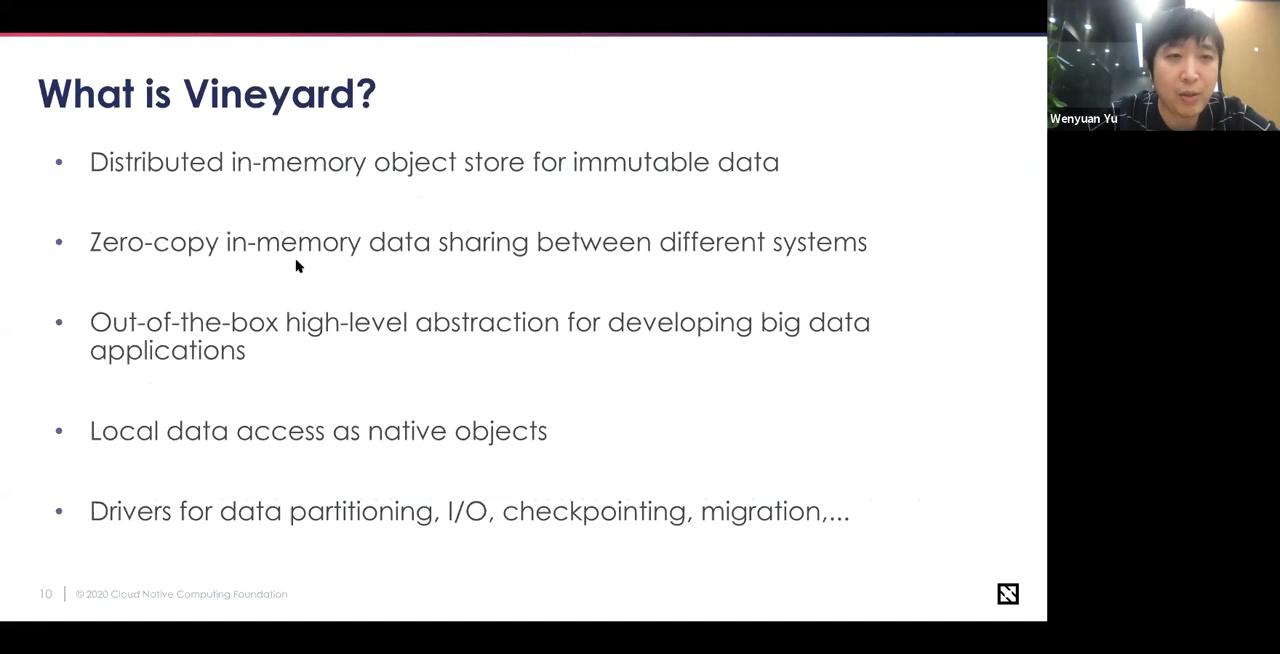 What is Vineyard?
• Distributed in-memory object store for immutable data
• Zero-copy in-memory data sharing between different systems
• Out-of-the-box high-level abstraction for developing big data
applications
• Local data access as native objects
• Drivers for data partitioning, I/O, checkpointing, migration,...
10 | © 2020 Cloud Native Computing Foundation
Wenyuan Yu